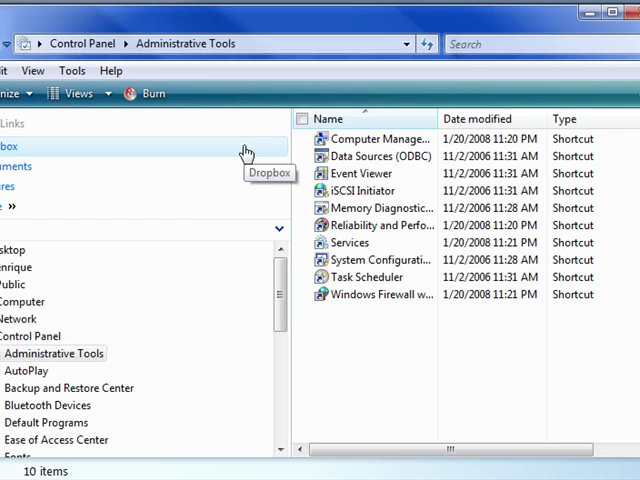 Control Panel Administrative Tools Search
it View Tools Help
nize Views Burn
Links
box
Dropbox
uments
ures
e »
sktop
enrique
Public
Computer
Network
Control Panel
Administrative Tools
AutoPlay
Backup and Restore Center
Bluetooth Devices
Default Programs
Ease of Access Center
Fonts
Name Date modified Type
Computer Manage... 1/20/2008 11:20 PM Shortcut
Data Sources (ODBC) 11/2/2006 11:31 AM Shortcut
Event Viewer 11/2/2006 11:31 AM Shortcut
iSCSI Initiator 11/2/2006 11:31 AM Shortcut
Memory Diagnostic... 11/2/2006 11:28 AM Shortcut
Reliability and Perfo... 1/20/2008 11:20 PM Shortcut
Services 1/20/2008 11:21 PM Shortcut
System Configurati... 11/2/2006 11:28 AM Shortcut
Task Scheduler 11/2/2006 11:31 AM Shortcut
Windows Firewall w... 1/20/2008 11:21 PM Shortcut
10 items